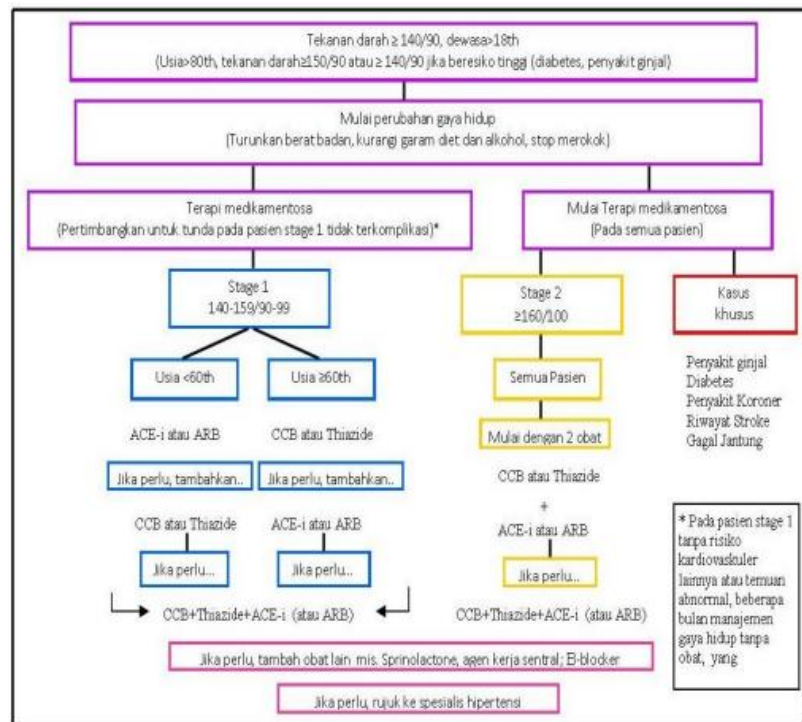 Tekanan darah ≥ 140/90, dewasa>18th
(Usia>80th, tekanan darah≥150/90 atau ≥ 140/90 jika beresiko tinggi (diabetes, penyakit ginjal)
Mulai perubahan gaya hidup
(Turunkan berat badan, kurangi garam diet dan alkohol, stop merokok)
Terapi medikamentosa
(Pertimbangkan untuk tunda pada pasien stage 1 tidak terkomplikasi)*
Mulai Terapi medikamentosa
(Pada semua pasien)
Stage 1
140-159/90-99
Stage 2
≥160/100
Kasus
khusus
Usia <60th
Usia ≥60th
Semua Pasien
Penyakit ginjal
Diabetes
Penyakit Koroner
Riwayat Stroke
Gagal Jantung
ACE-i atau ARB
CCB atau Thiazide
Mulai dengan 2 obat
Jika perlu, tambahkan..
Jika perlu, tambahkan..
CCB atau Thiazide
+
ACE-i atau ARB
CCB atau Thiazide
ACE-i atau ARB
Jika perlu...
Jika perlu...
Jika perlu...
CCB+Thiazide+ACE-i (atau ARB)
CCB+Thiazide+ACE-i (atau ARB)
* Pada pasien stage 1
tanpa risiko
kardiovaskuler
lainnya atau temuan
abnormal, beberapa
bulan manajemen
gaya hidup tanpa
obat, yang
Jika perlu, tambah obat lain mis. Sprinolactone, agen kerja sentral; B-blocker
Jika perlu, rujuk ke spesialis hipertensi